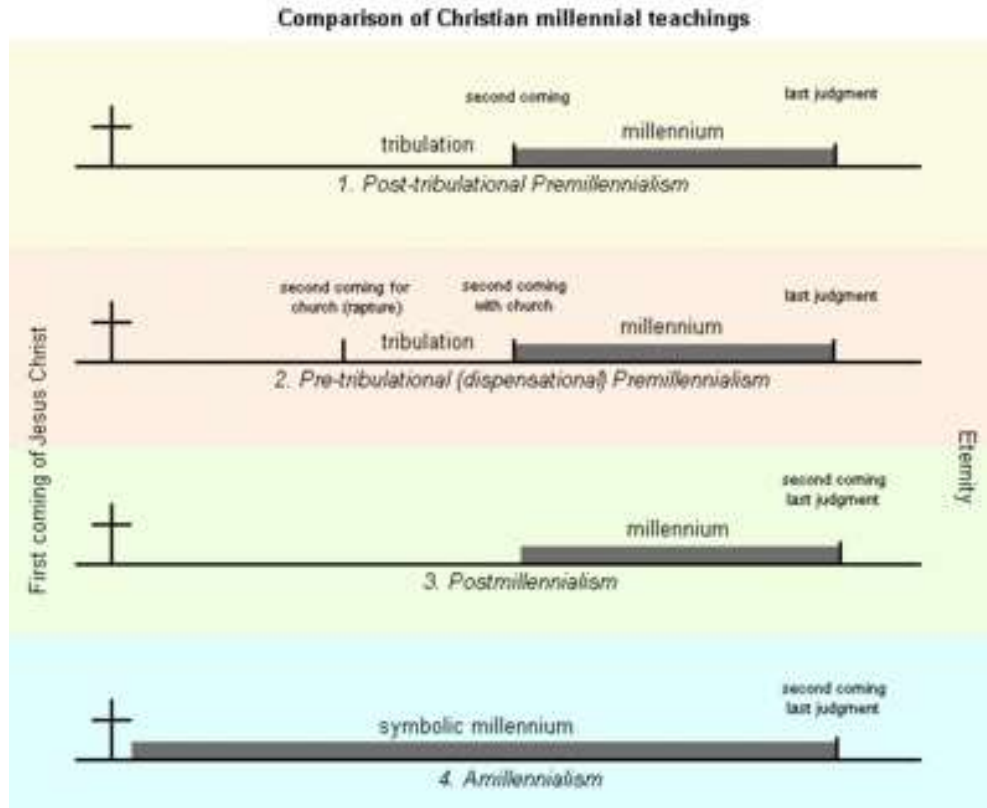 Comparison of Christian millennial teachings
second coming
last judgment
tribulation
millennium
1. Post-tribulational Premillennialism
second coming for
church (rapture)
second coming
with church
last judgment
tribulation
millennium
2. Pre-tribulational (dispensational) Premillennialism
First coming of Jesus Christ
Eternity
second coming
last judgment
millennium
3. Postmillennialism
second coming
last judgment
symbolic millennium
4. Amillennialism